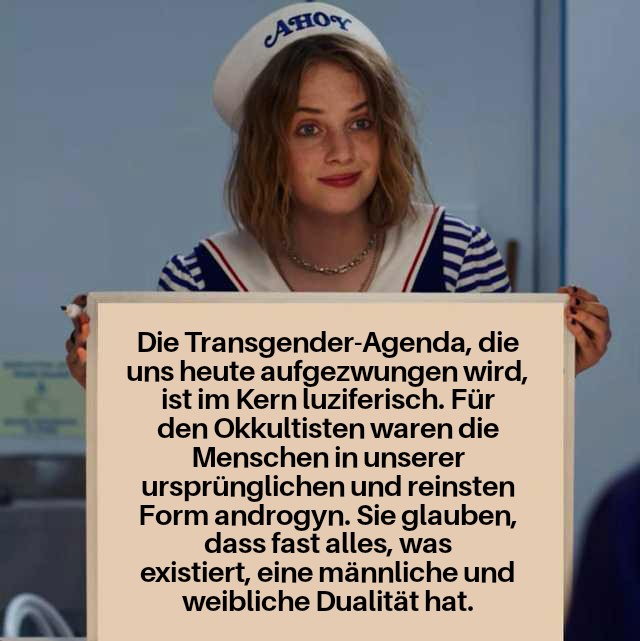 AHOY
Die Transgender-Agenda, die
uns heute aufgezwungen wird,
ist im Kern luziferisch. Für
den Okkultisten waren die
Menschen in unserer
ursprünglichen und reinsten
Form androgyn. Sie glauben,
dass fast alles, was
existiert, eine männliche und
weibliche Dualität hat.